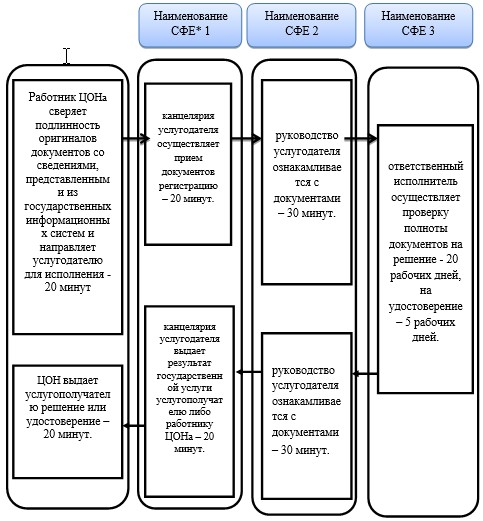 Наименование
СФЕ* 1
Наименование
СФЕ 2
Наименование
СФЕ 3
Работник ЦОНа
сверяет
подлинность
оригиналов
документов со
сведениями,
представленным
и из
государственных
информационны
х систем и
направляет
услугодателю
для исполнения -
20 минут
канцелярия
услугодателя
осуществляет
прием
документов
регистрацию
– 20 минут.
руководство
услугодателя
ознакамливае
тся с
документами
– 30 минут.
ответственный
исполнитель
осуществляет
проверку
полноты
документов на
решение - 20
рабочих дней,
на
удостоверение
– 5 рабочих
дней.
руководство
услугодателя
ознакамливае
тся с
документами
– 30 минут.
канцелярия
услугодателя
выдает
результат
государственн
ой услуги
услугополучат
елю либо
работнику
ЦОНа – 20
минут.
ЦОН выдает
услугополучател
ю решение или
удостоверение –
20 минут.